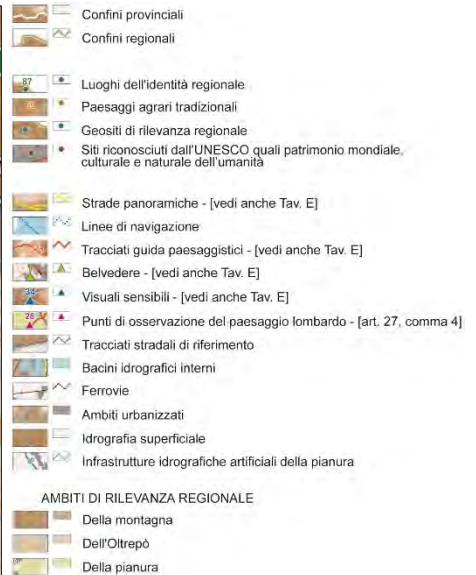 Confini provinciali
Confini regionali
87
Luoghi dell'identità regionale
Paesaggi agrari tradizionali
Geositi di rilevanza regionale
Siti riconosciuti dall'UNESCO quali patrimonio mondiale,
culturale e naturale dell'umanità
Strade panoramiche - [vedi anche Tav. E]
Linee di navigazione
Tracciati guida paesaggistici - [vedi anche Tav. E]
Belvedere - [vedi anche Tav. E]
Visuali sensibili - [vedi anche Tav. E]
28
Punti di osservazione del paesaggio lombardo - [art. 27, comma 4]
Tracciati stradali di riferimento
Bacini idrografici interni
Ferrovie
Ambiti urbanizzati
Idrografia superficiale
Infrastrutture idrografiche artificiali della pianura
AMBITI DI RILEVANZA REGIONALE
Della montagna
Dell'Oltrepò
Della pianura